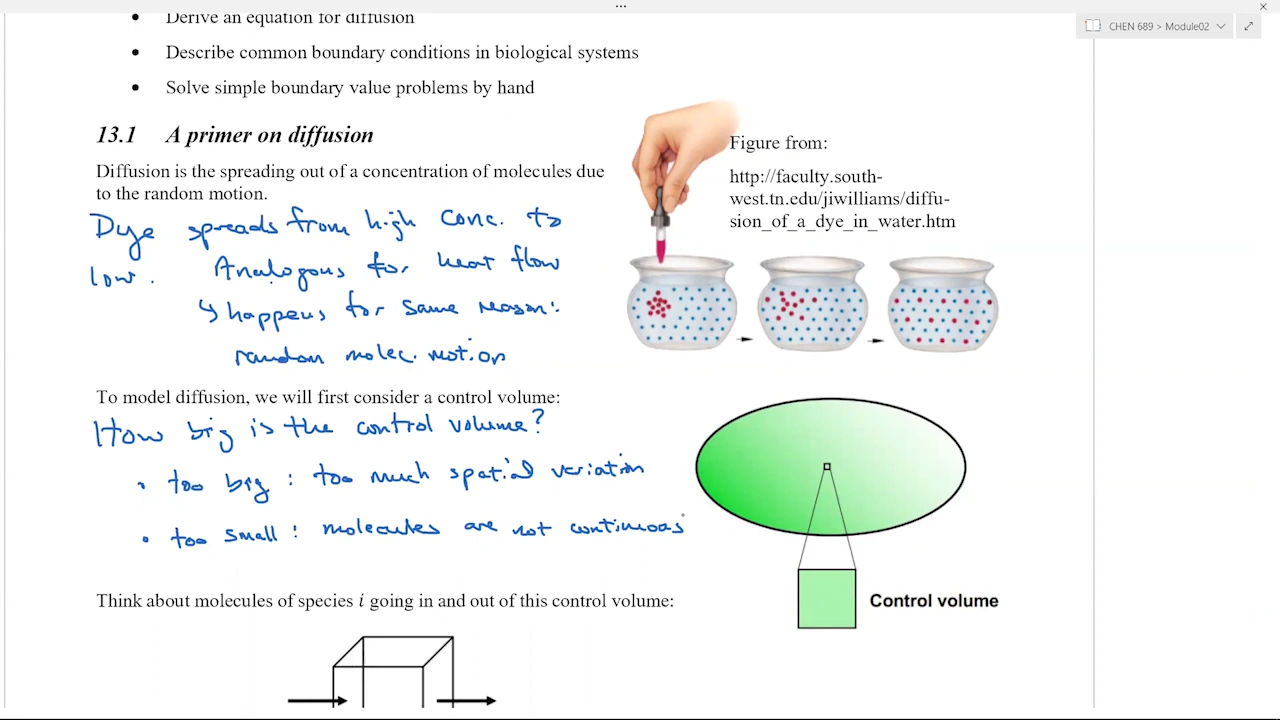 ...
CHEN 689 > Module02
• Derive an equation for diffusion
• Describe common boundary conditions in biological systems
• Solve simple boundary value problems by hand
13.1 A primer on diffusion
Diffusion is the spreading out of a concentration of molecules due
to the random motion.
Dye spreads from high conc. to
low. Analogous for heat flow
↳ happens for same reason:
random molec. motion
Figure from:
http://faculty.south-
west.tn.edu/jiwilliams/diffu-
sion_of_a_dye_in_water.htm
To model diffusion, we will first consider a control volume:
How big is the control volume?
• too big : too much spatial variation
• too small : molecules are not continuous
Control volume
Think about molecules of species i going in and out of this control volume: